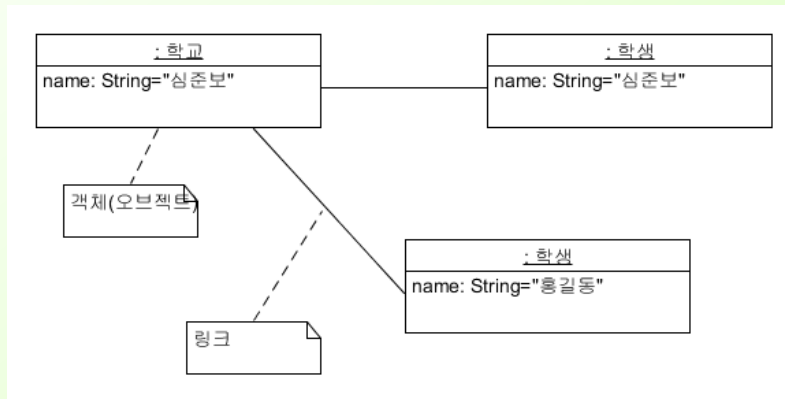 : 학교
name: String="심준보"
: 학생
name: String="심준보"
객체(오브젝트)
: 학생
name: String="홍길동"
링크